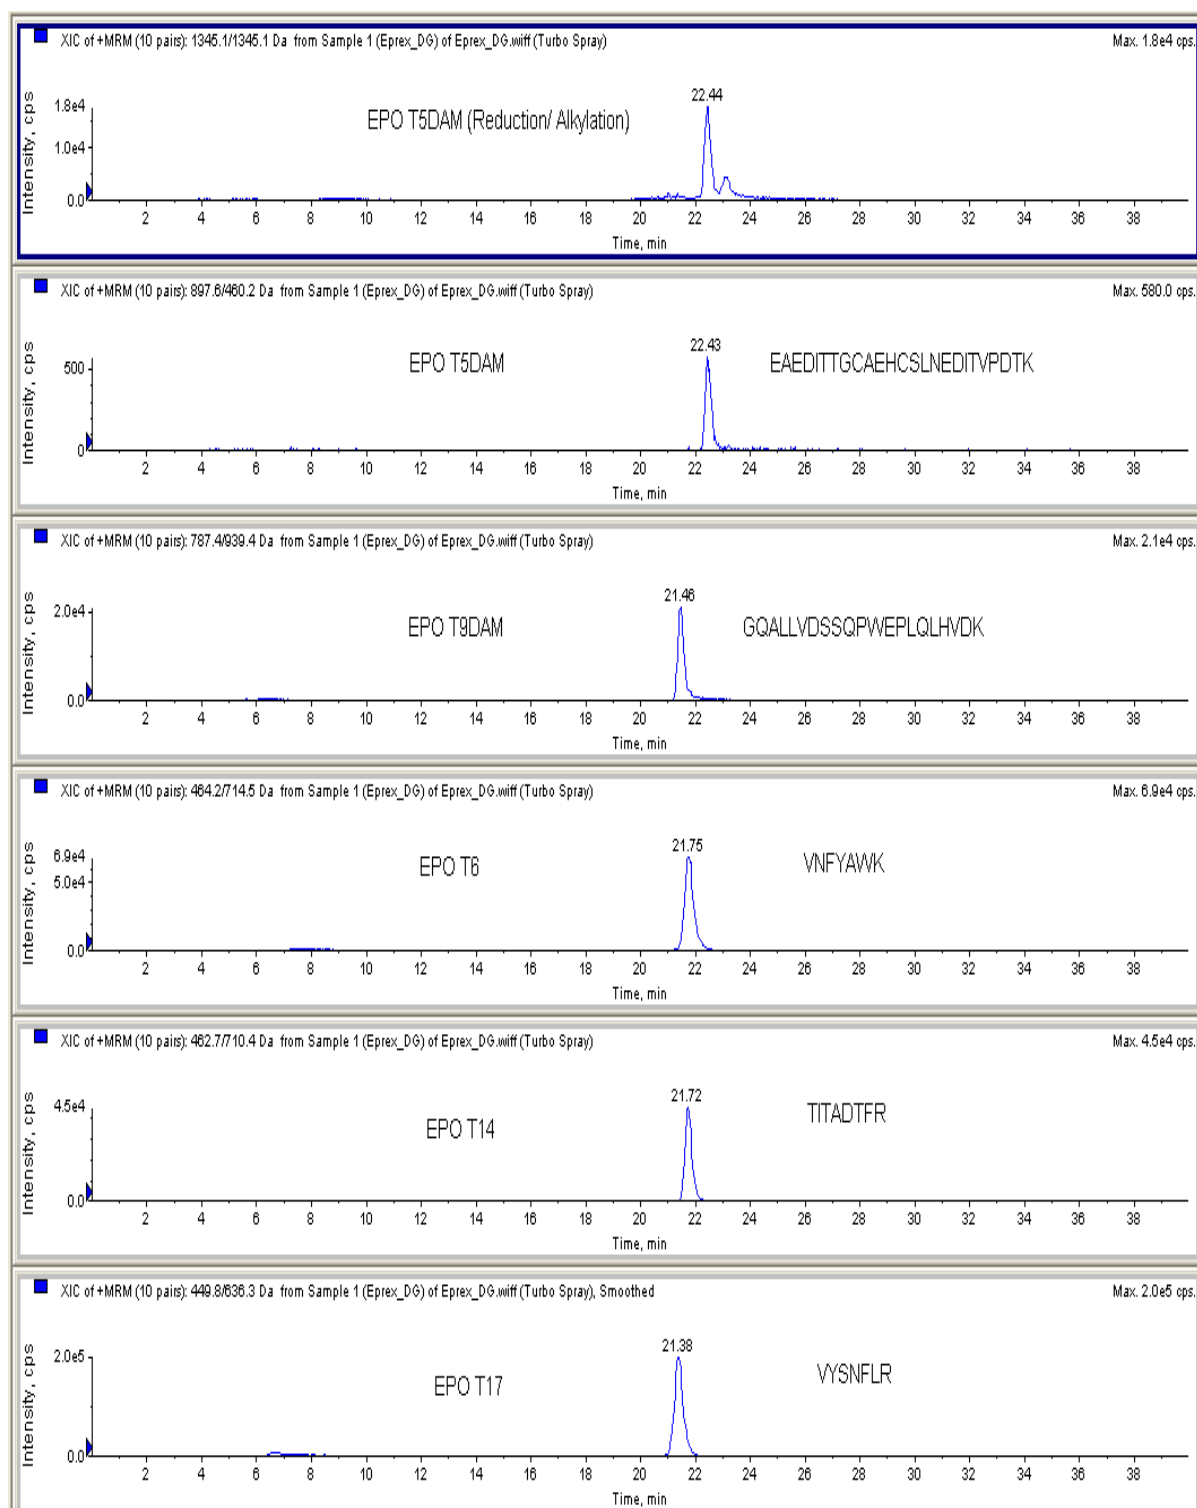 XIC of +MRM (10 pairs): 1345.1/1345.1 Da from Sample 1 (Eprex_DG) of Eprex_DG.wiff (Turbo Spray) Max. 1.8e4 cps.
22.44
EPO T5DAM (Reduction/ Alkylation)
Intensity, cps
1.8e4
1.0e4
0.0
2 4 6 8 10 12 14 16 18 20 22 24 26 28 30 32 34 36 38
Time, min
XIC of +MRM (10 pairs): 897.6/460.2 Da from Sample 1 (Eprex_DG) of Eprex_DG.wiff (Turbo Spray) Max. 580.0 cps.
22.43
EPO T5DAM EAEDITTGCAEHCSLNEDITVPDTK
Intensity, cps
500
0
2 4 6 8 10 12 14 16 18 20 22 24 26 28 30 32 34 36 38
Time, min
XIC of +MRM (10 pairs): 787.4/939.4 Da from Sample 1 (Eprex_DG) of Eprex_DG.wiff (Turbo Spray) Max. 2.1e4 cps.
21.46
EPO T9DAM GQALLVDSSQPWEPLQLHVDK
Intensity, cps
2.0e4
0.0
2 4 6 8 10 12 14 16 18 20 22 24 26 28 30 32 34 36 38
Time, min
XIC of +MRM (10 pairs): 464.2/714.5 Da from Sample 1 (Eprex_DG) of Eprex_DG.wiff (Turbo Spray) Max. 6.9e4 cps.
21.75
EPO T6 VNFYAWK
Intensity, cps
6.9e4
5.0e4
0.0
2 4 6 8 10 12 14 16 18 20 22 24 26 28 30 32 34 36 38
Time, min
XIC of +MRM (10 pairs): 462.7/710.4 Da from Sample 1 (Eprex_DG) of Eprex_DG.wiff (Turbo Spray) Max. 4.5e4 cps.
21.72
EPO T14 TITADTFR
Intensity, cps
4.5e4
0.0
2 4 6 8 10 12 14 16 18 20 22 24 26 28 30 32 34 36 38
Time, min
XIC of +MRM (10 pairs): 449.8/636.3 Da from Sample 1 (Eprex_DG) of Eprex_DG.wiff (Turbo Spray), Smoothed Max. 2.0e5 cps.
21.38
EPO T17 VYSNFLR
Intensity, cps
2.0e5
0.0
2 4 6 8 10 12 14 16 18 20 22 24 26 28 30 32 34 36 38
Time, min